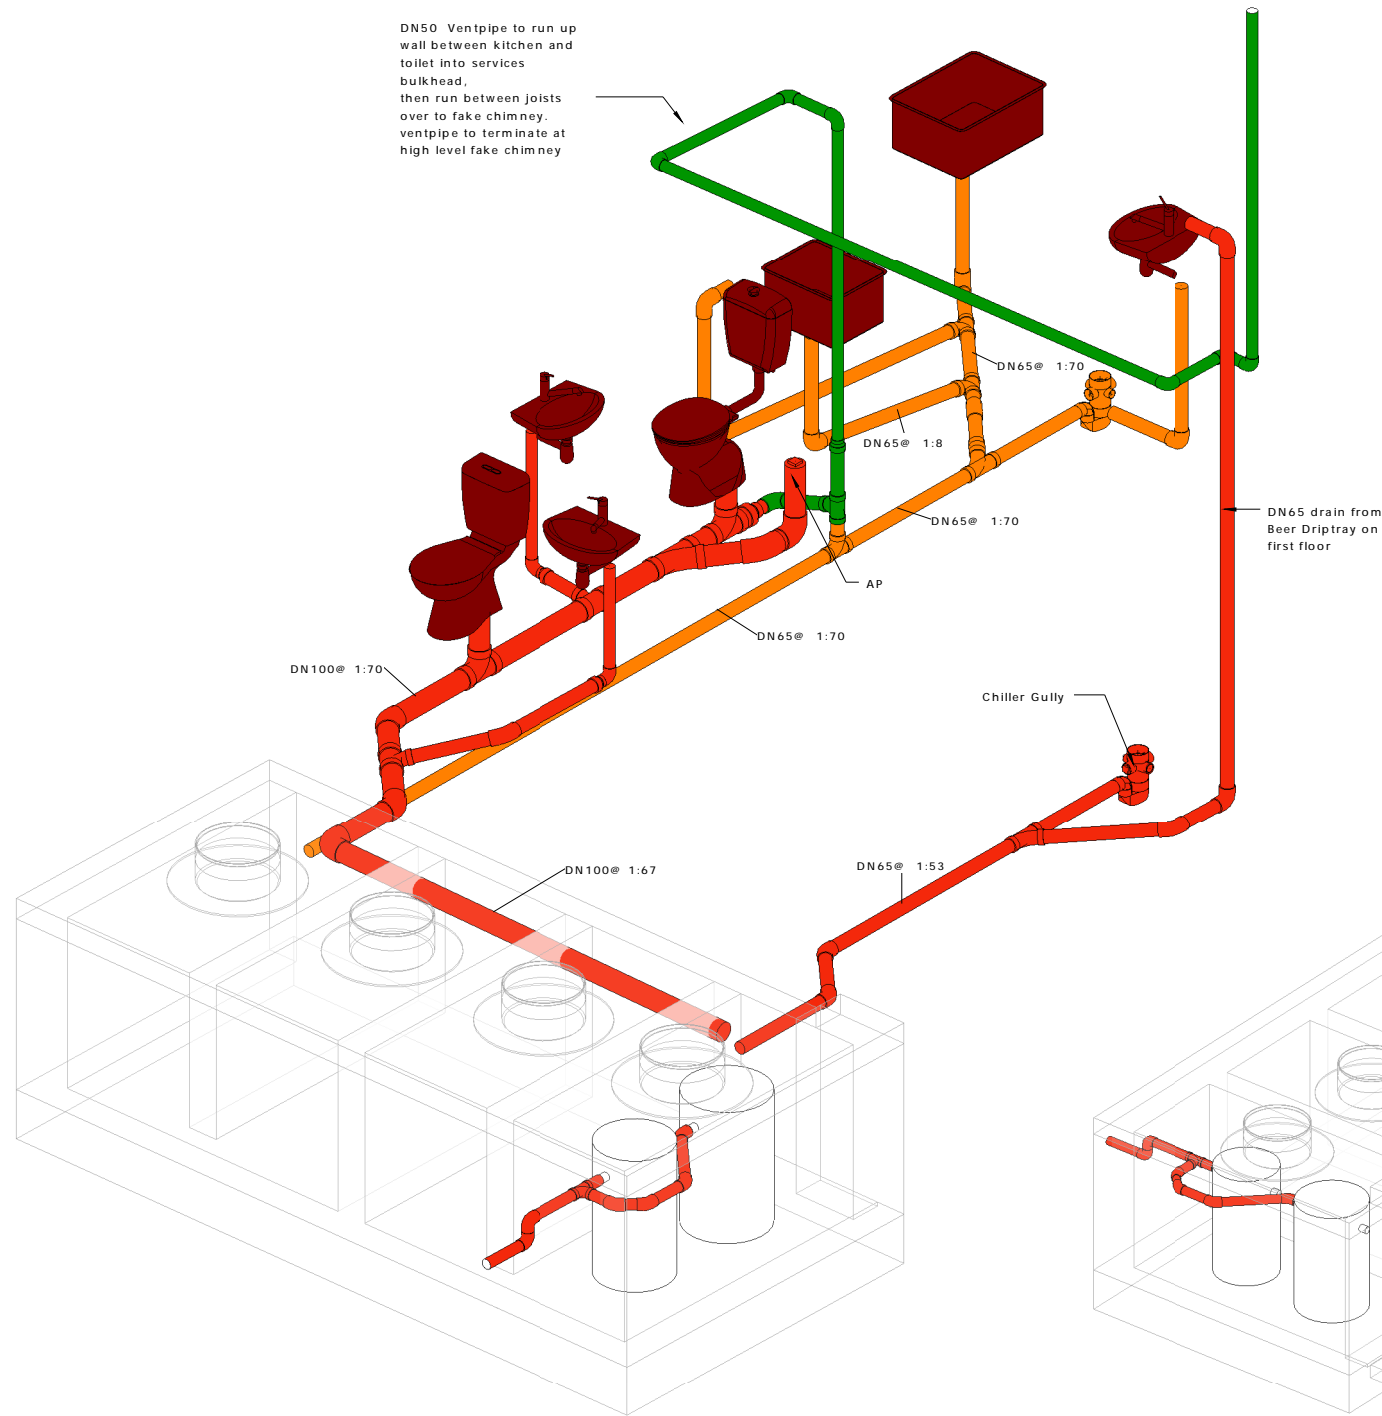 DN50 Ventpipe to run up
wall between kitchen and
toilet into services
bulkhead,
then run between joists
over to fake chimney.
ventpipe to terminate at
high level fake chimney
DN65@ 1:70
DN65@ 1:8
DN65@ 1:70
DN65 drain from
Beer Driptray on
first floor
AP
DN65@ 1:70
DN100@ 1:70
Chiller Gully
DN100@ 1:67
DN65@ 1:53